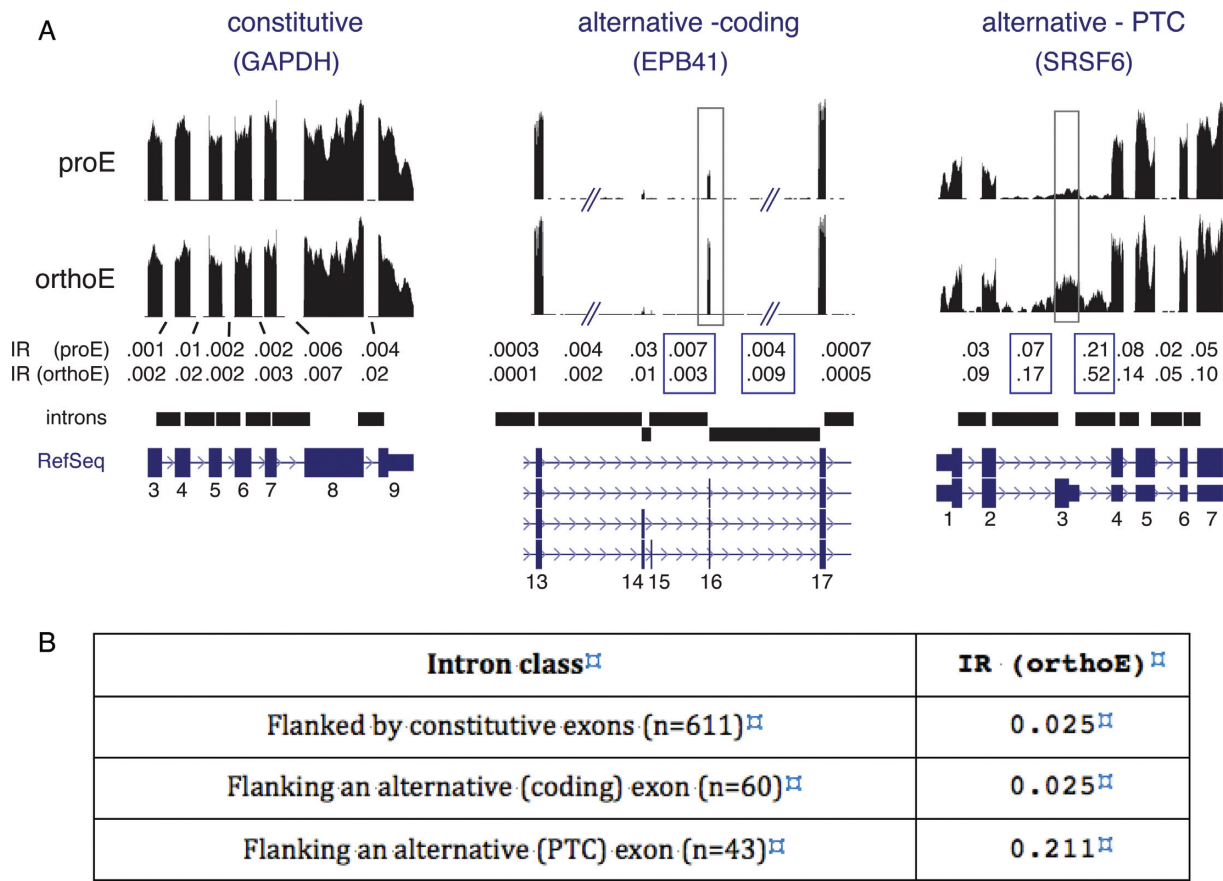 A
constitutive
(GAPDH)
alternative -coding
(EPB41)
alternative - PTC
(SRSF6)
proE
orthoE
IR (proE) .001 .01 .002 .002 .006 .004 .0003 .004 .03 .007 .004 .0007 .03 .07 .21 .08 .02 .05
IR (orthoE) .002 .02 .002 .003 .007 .02 .0001 .002 .01 .003 .009 .0005 .09 .17 .52 .14 .05 .10
introns
RefSeq
3 4 5 6 7 8 9
13 14 15 16 17
1 2 3 4 5 6 7
B
Intron class¤ IR (orthoE)¤
Flanked by constitutive exons (n=611)¤ 0.025¤
Flanking an alternative (coding) exon (n=60)¤ 0.025¤
Flanking an alternative (PTC) exon (n=43)¤ 0.211¤